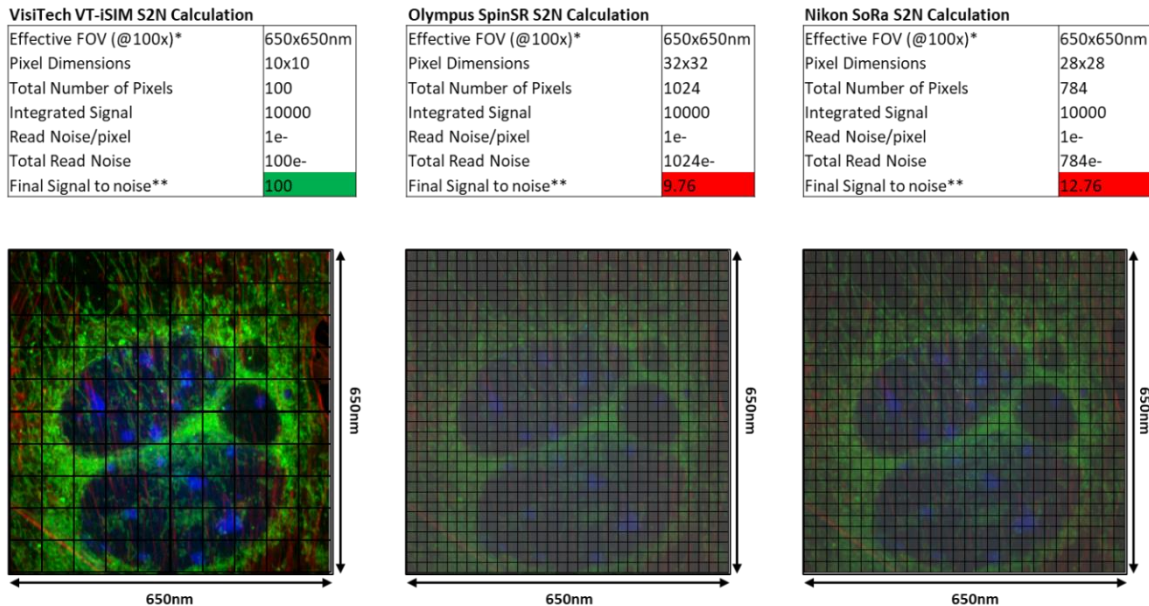 VisiTech VT-iSIM S2N Calculation
Effective FOV (@100x)* 650x650nm
Pixel Dimensions 10x10
Total Number of Pixels 100
Integrated Signal 10000
Read Noise/pixel 1e-
Total Read Noise 100e-
Final Signal to noise** 100
Olympus SpinSR S2N Calculation
Effective FOV (@100x)* 650x650nm
Pixel Dimensions 32x32
Total Number of Pixels 1024
Integrated Signal 10000
Read Noise/pixel 1e-
Total Read Noise 1024e-
Final Signal to noise** 9.76
Nikon SoRa S2N Calculation
Effective FOV (@100x)* 650x650nm
Pixel Dimensions 28x28
Total Number of Pixels 784
Integrated Signal 10000
Read Noise/pixel 1e-
Total Read Noise 784e-
Final Signal to noise** 12.76
650nm
650nm
650nm
650nm
650nm
650nm